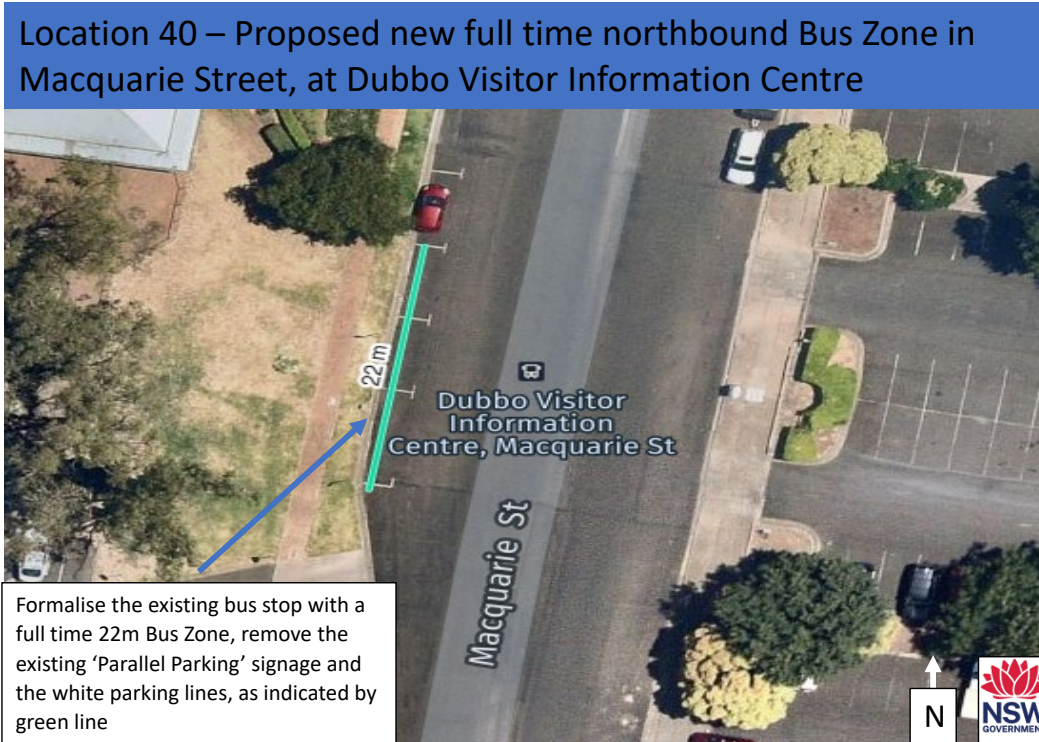 Location 40 – Proposed new full time northbound Bus Zone in
Macquarie Street, at Dubbo Visitor Information Centre
22 m
Dubbo Visitor
Information
Centre, Macquarie St
Macquarie St
Formalise the existing bus stop with a
full time 22m Bus Zone, remove the
existing ‘Parallel Parking’ signage and
the white parking lines, as indicated by
green line
N
NSW
GOVERNMENT